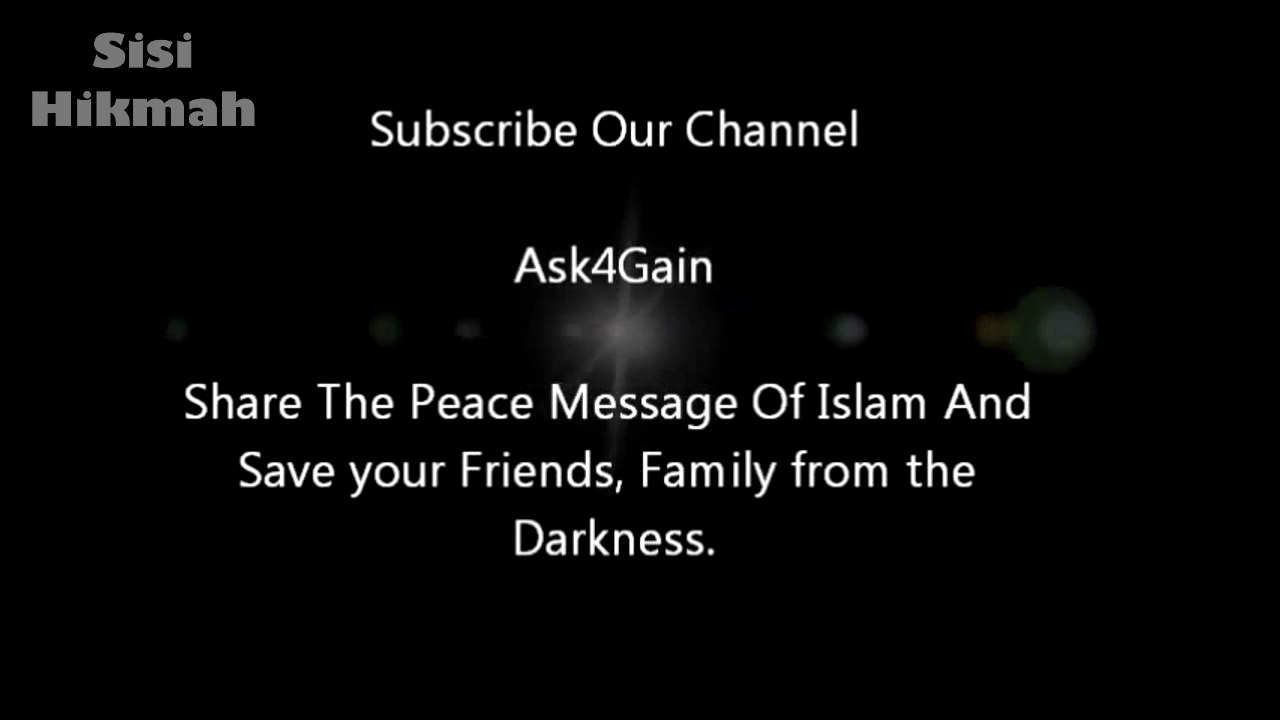 Sisi
Hikmah
Subscribe Our Channel
Ask4Gain
Share The Peace Message Of Islam And
Save your Friends, Family from the
Darkness.